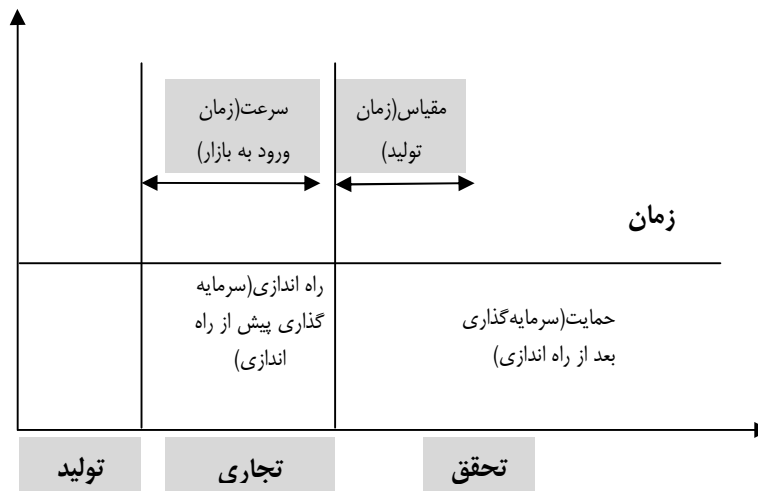 مقیاس(زمان
تولید)
سرعت(زمان
ورود به بازار)
زمان
حمایت(سرمایه‌گذاری
بعد از راه اندازی)
راه اندازی(سرمایه
گذاری پیش از راه
اندازی)
تحقق
تجاری
تولید